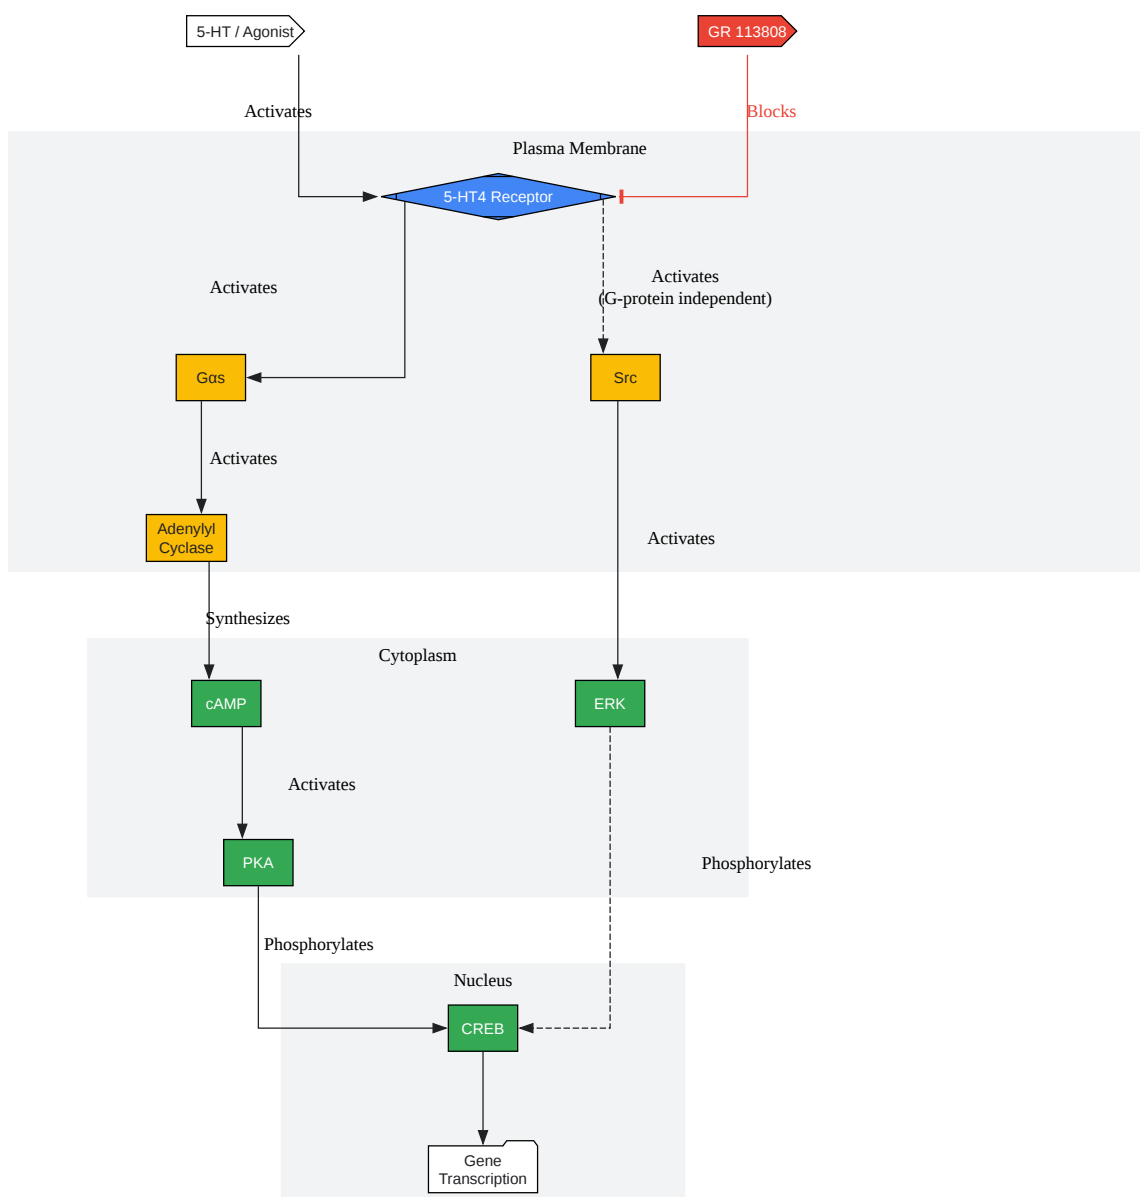 5-HT / Agonist
GR 113808
Activates
Blocks
Plasma Membrane
5-HT4 Receptor
Activates
Activates
(G-protein independent)
Gαs
Src
Activates
Adenylyl
Cyclase
Activates
Synthesizes
Cytoplasm
cAMP
ERK
Activates
PKA
Phosphorylates
Phosphorylates
Nucleus
CREB
Gene
Transcription